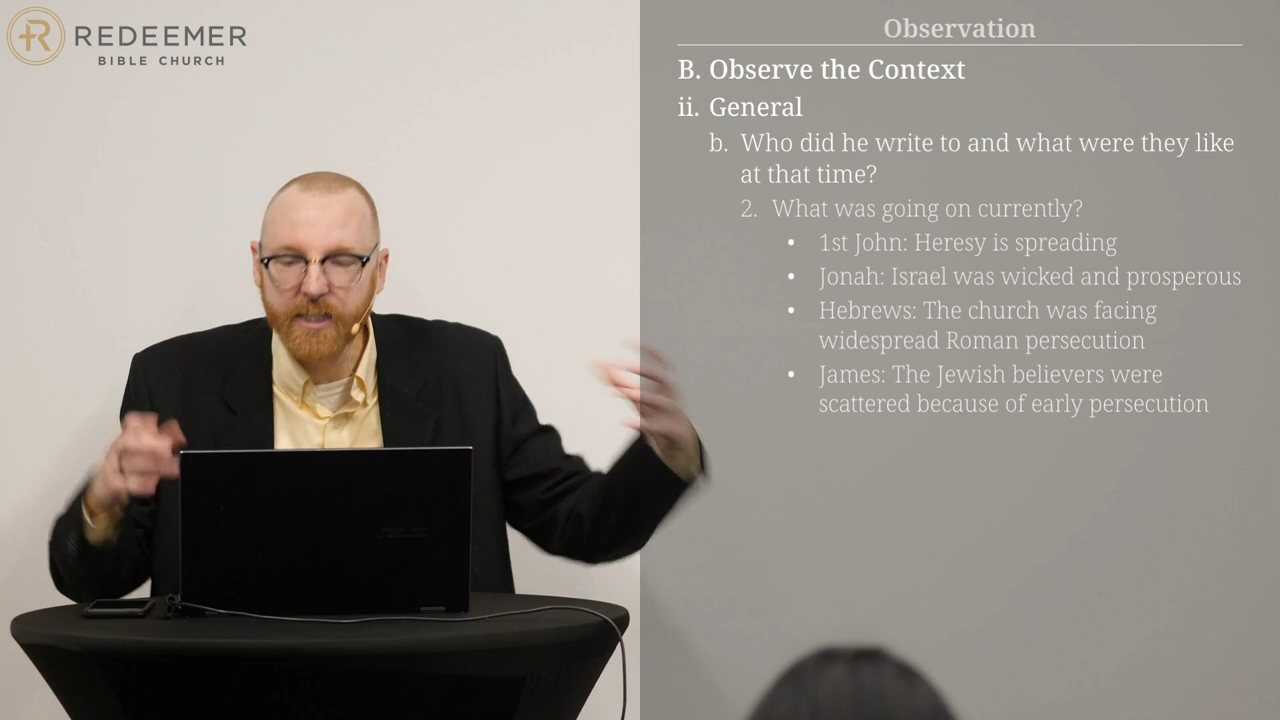 REDEEMER
BIBLE CHURCH
Observation
B. Observe the Context
ii. General
b. Who did he write to and what were they like
at that time?
2. What was going on currently?
• 1st John: Heresy is spreading
• Jonah: Israel was wicked and prosperous
• Hebrews: The church was facing
widespread Roman persecution
• James: The Jewish believers were
scattered because of early persecution